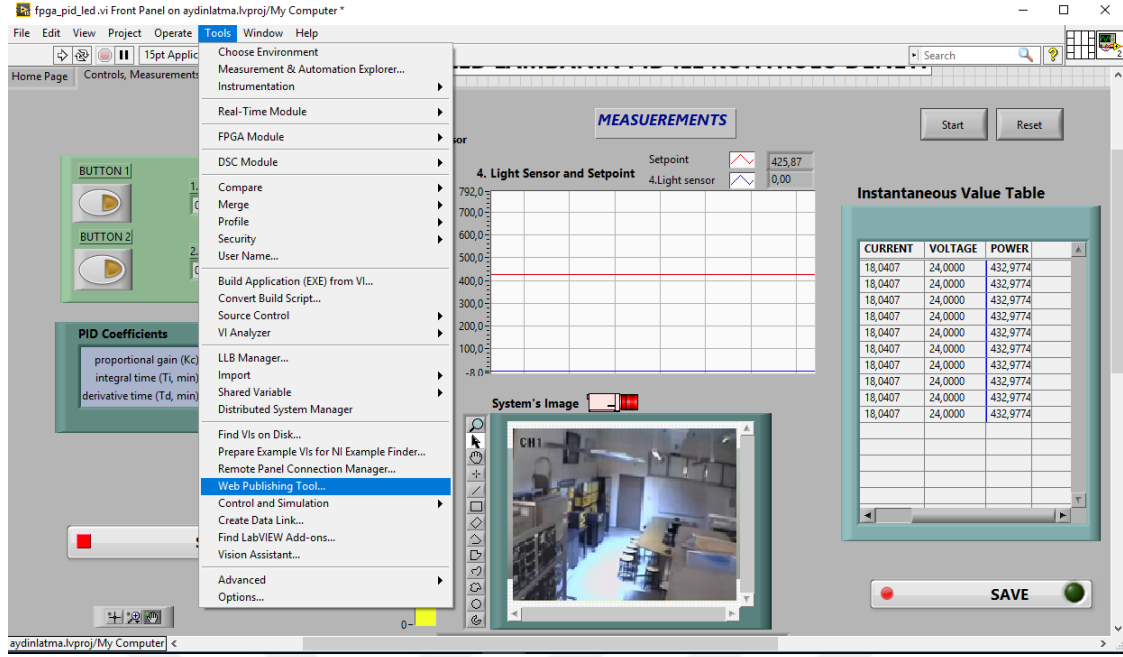 fpga_pid_led .vi Front Panel on aydinlatma.lvproj/My Computer *
File Edit View Project Operate Tools Window Help
15pt Applic
Search
2
Home Page
Controls, Measurements
Choose Environment
Measurement & Automation Explorer...
Instrumentation
Real-Time Module
FPGA Module
DSC Module
Compare
Merge
Profile
Security
User Name...
Build Application (EXE) from VI...
Convert Build Script...
Source Control
VI Analyzer
LLB Manager...
Import
Shared Variable
Distributed System Manager
Find VIs on Disk...
Prepare Example VIs for NI Example Finder...
Remote Panel Connection Manager...
Web Publishing Tool...
Control and Simulation
Create Data Link...
Find LabVIEW Add-ons...
Vision Assistant...
Advanced
Options...
BUTTON 1
1.
BUTTON 2
2.
PID Coefficients
proportional gain (Kc)
integral time (Ti, min)
derivative time (Td, min)
MEASUEREMENTS
sor
4. Light Sensor and Setpoint
Setpoint
425,87
4.Light sensor
0,00
792,0
700,0
600,0
500,0
400,0
300,0
200,0
100,0
-8,0
System's Image
CH1
0
Start
Reset
Instantaneous Value Table
CURRENT VOLTAGE POWER
18,0407 24,0000 432,9774
18,0407 24,0000 432,9774
18,0407 24,0000 432,9774
18,0407 24,0000 432,9774
18,0407 24,0000 432,9774
18,0407 24,0000 432,9774
18,0407 24,0000 432,9774
18,0407 24,0000 432,9774
18,0407 24,0000 432,9774
18,0407 24,0000 432,9774
SAVE
aydinlatma.lvproj/My Computer